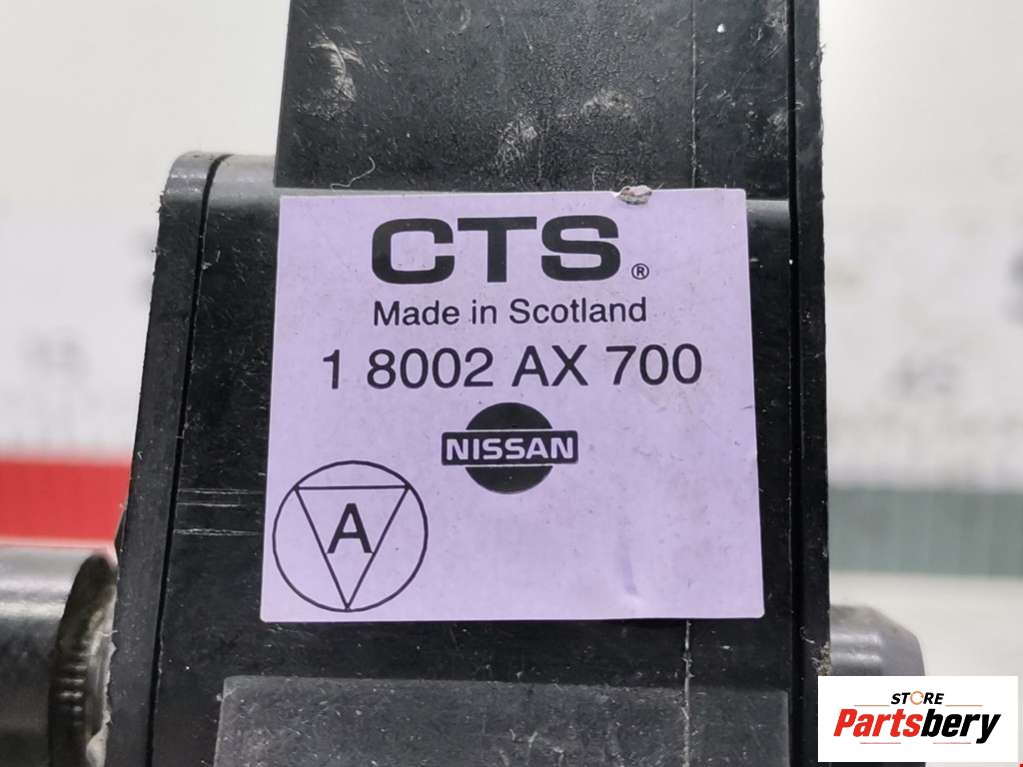 CTS®
Made in Scotland
1 8002 AX 700
NISSAN
A
STORE
Partsbery